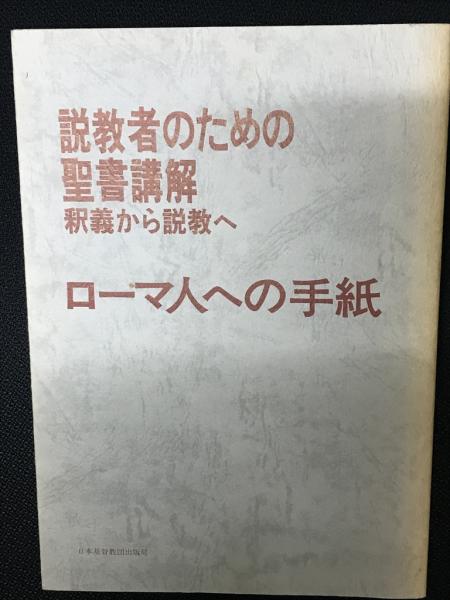 説教者のための
聖書講解
釈義から説教へ
ローマ人への手紙
日本基督教団出版局